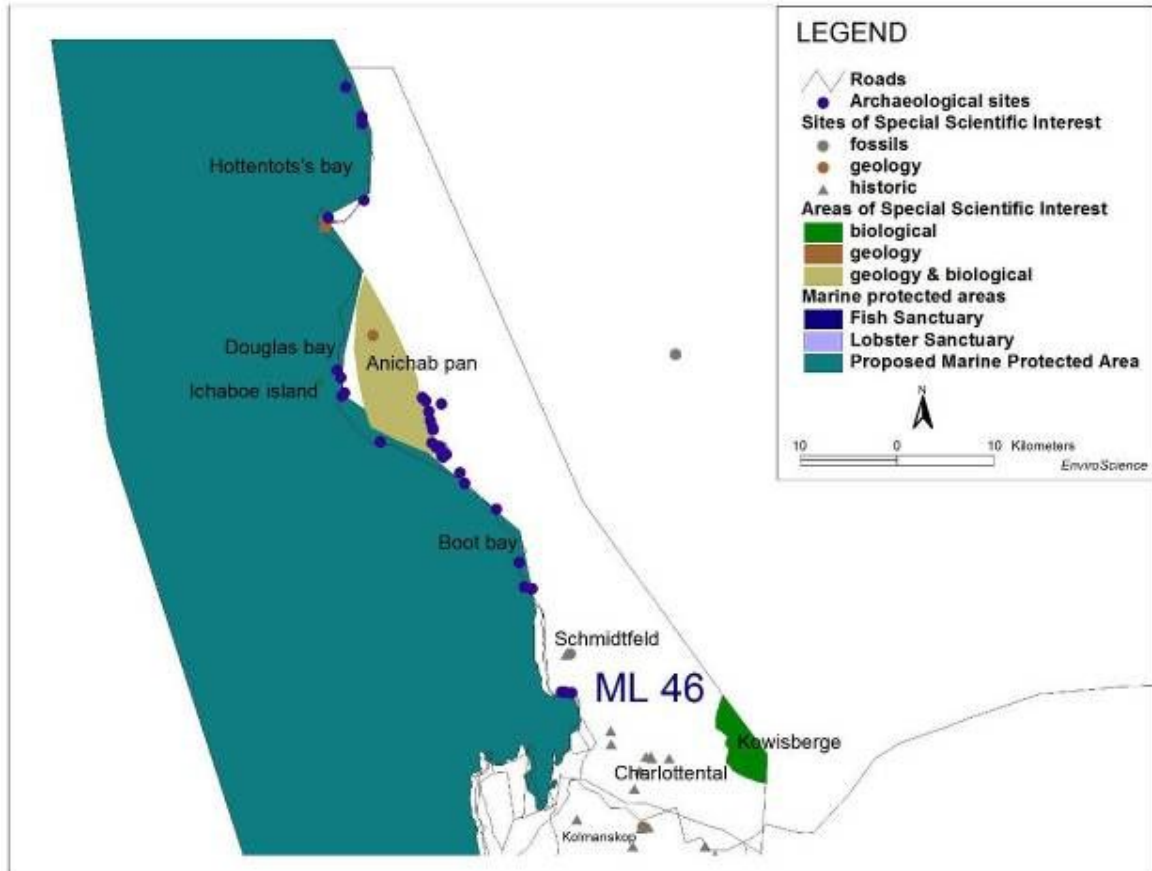 LEGEND
Roads
Archaeological sites
Sites of Special Scientific Interest
fossils
geology
historic
Areas of Special Scientific Interest
biological
geology
geology & biological
Marine protected areas
Fish Sanctuary
Lobster Sanctuary
Proposed Marine Protected Area
N
10 0 10 Kilometers
EnviroScience
Hottentots's bay
Douglas bay
Anichab pan
Ichaboe island
Boot bay
Schmidtfeld
ML 46
Kowisberge
Charlottental
Kolmanskop